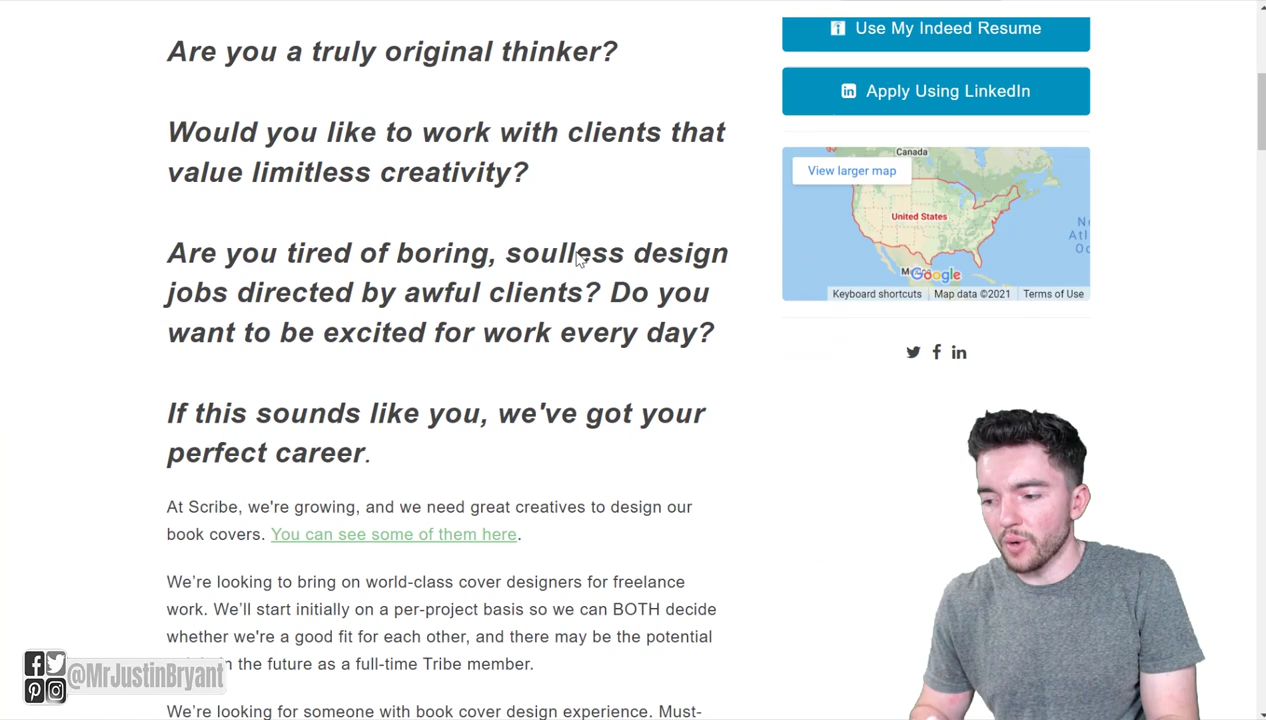 Are you a truly original thinker?
Would you like to work with clients that
value limitless creativity?
Are you tired of boring, soulless design
jobs directed by awful clients? Do you
want to be excited for work every day?
If this sounds like you, we've got your
perfect career.
At Scribe, we're growing, and we need great creatives to design our
book covers. You can see some of them here.
We're looking to bring on world-class cover designers for freelance
work. We'll start initially on a per-project basis so we can BOTH decide
whether we're a good fit for each other, and there may be the potential
in the future as a full-time Tribe member.
We're looking for someone with book cover design experience. Must-
Use My Indeed Resume
Apply Using LinkedIn
View larger map
Canada
United States
Google
Keyboard shortcuts
Map data ©2021
Terms of Use
@MrJustinBryant